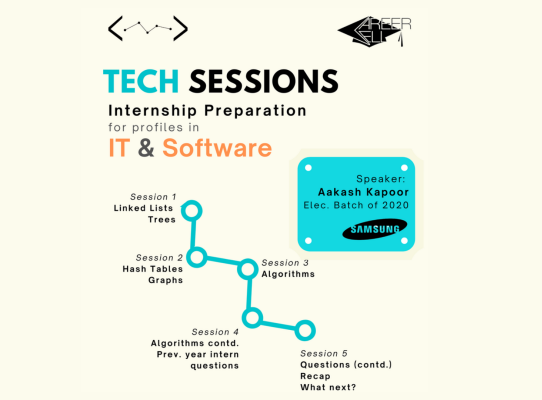 CAREER
CELL
TECH SESSIONS
Internship Preparation
for profiles in
IT & Software
Speaker:
Aakash Kapoor
Elec. Batch of 2020
SAMSUNG
Session 1
Linked Lists
Trees
Session 2
Hash Tables
Graphs
Session 3
Algorithms
Session 4
Algorithms contd.
Prev. year intern
questions
Session 5
Questions (contd.)
Recap
What next?